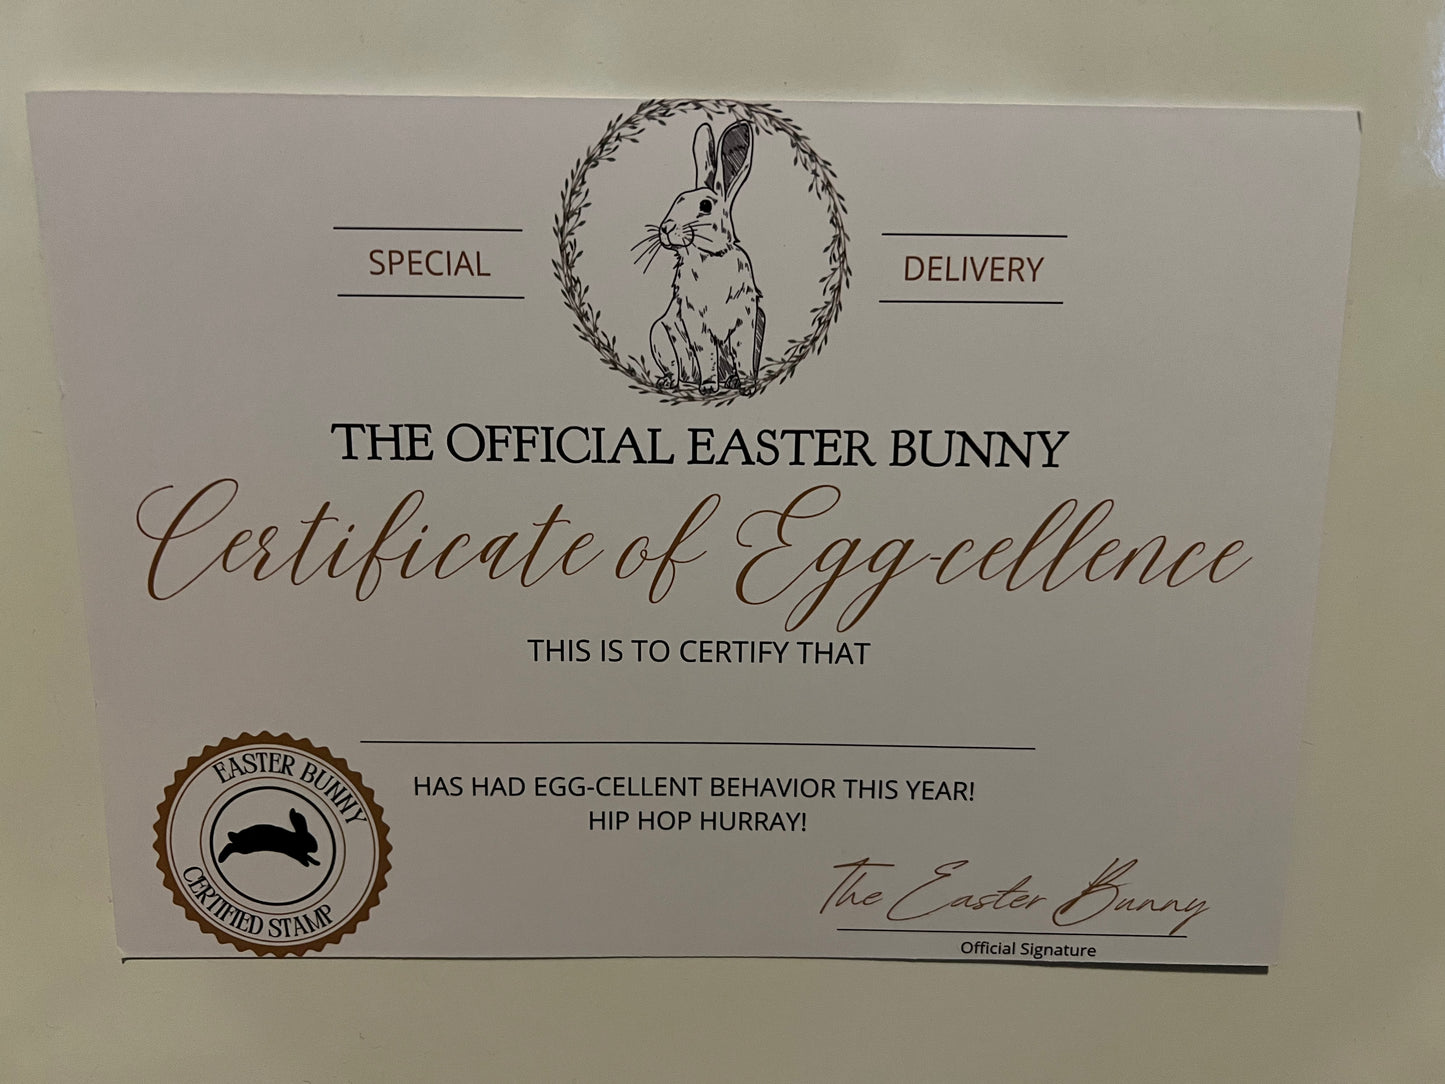 SPECIAL
DELIVERY
THE OFFICIAL EASTER BUNNY
Certificate of Egg-cellence
THIS IS TO CERTIFY THAT
HAS HAD EGG-CELLENT BEHAVIOR THIS YEAR!
HIP HOP HURRAY!
EASTER BUNNY
CERTIFIED STAMP
The Easter Bunny
Official Signature